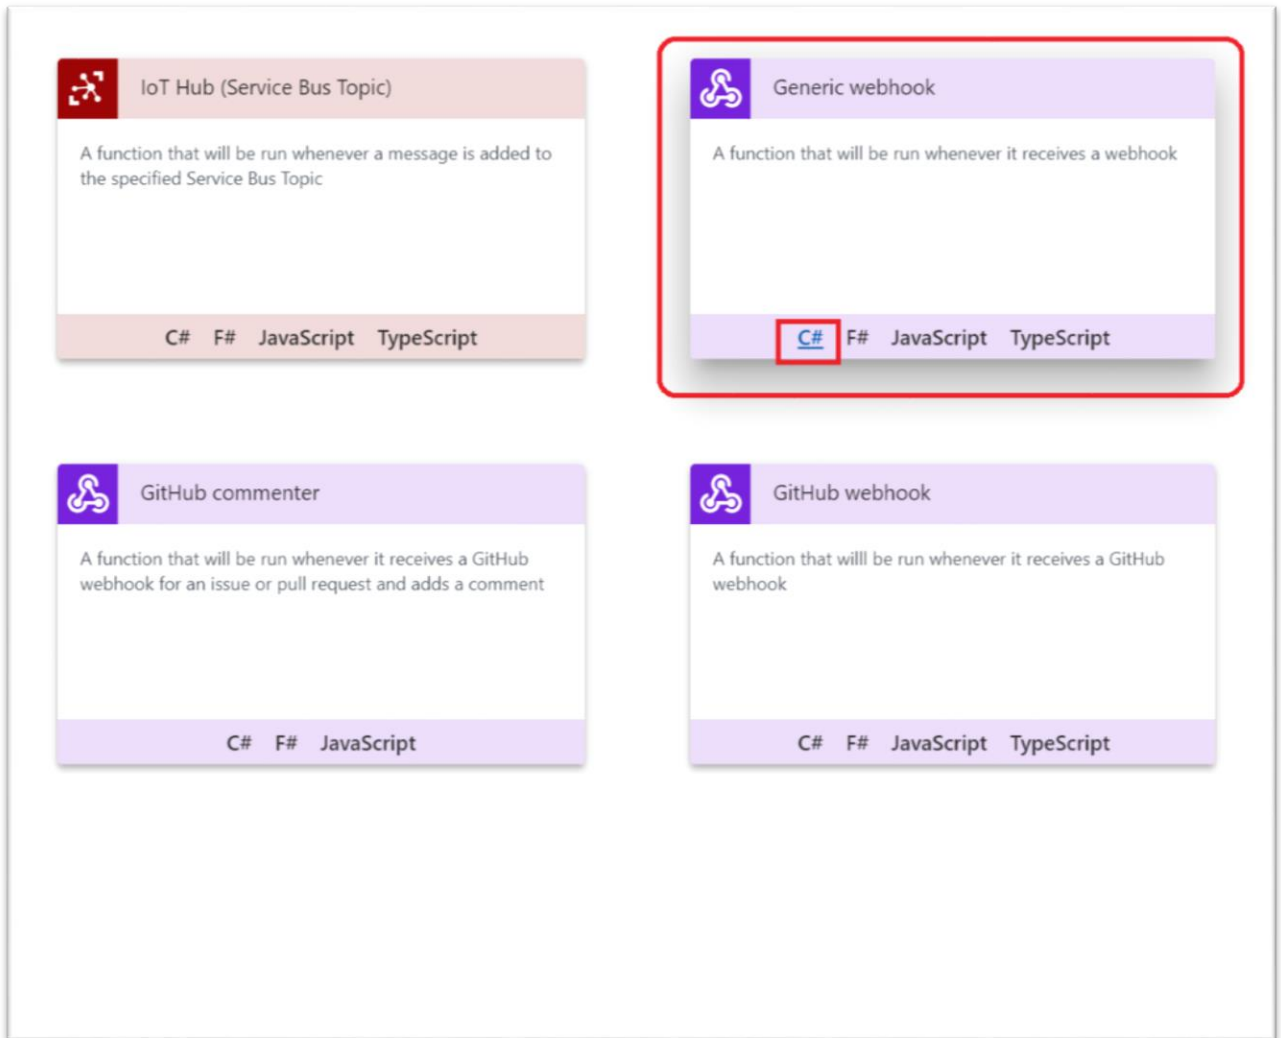 IoT Hub (Service Bus Topic)
A function that will be run whenever a message is added to
the specified Service Bus Topic
C# F# JavaScript TypeScript
Generic webhook
A function that will be run whenever it receives a webhook
C# F# JavaScript TypeScript
GitHub commenter
A function that will be run whenever it receives a GitHub
webhook for an issue or pull request and adds a comment
C# F# JavaScript
GitHub webhook
A function that willl be run whenever it receives a GitHub
webhook
C# F# JavaScript TypeScript